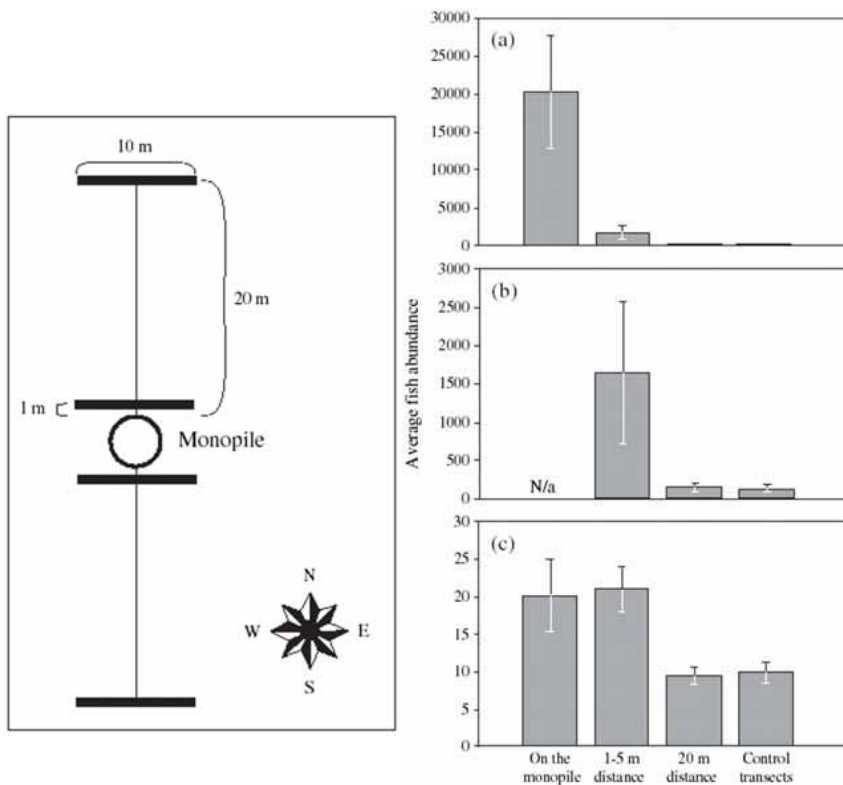 10 m
20 m
1 m
Monopile
N
W E
S
Average fish abundance
(a)
30000
25000
20000
15000
10000
5000
0
(b)
3000
2500
2000
1500
1000
500
0
N/a
(c)
30
25
20
15
10
5
0
On the
monopile
1-5 m
distance
20 m
distance
Control
transects